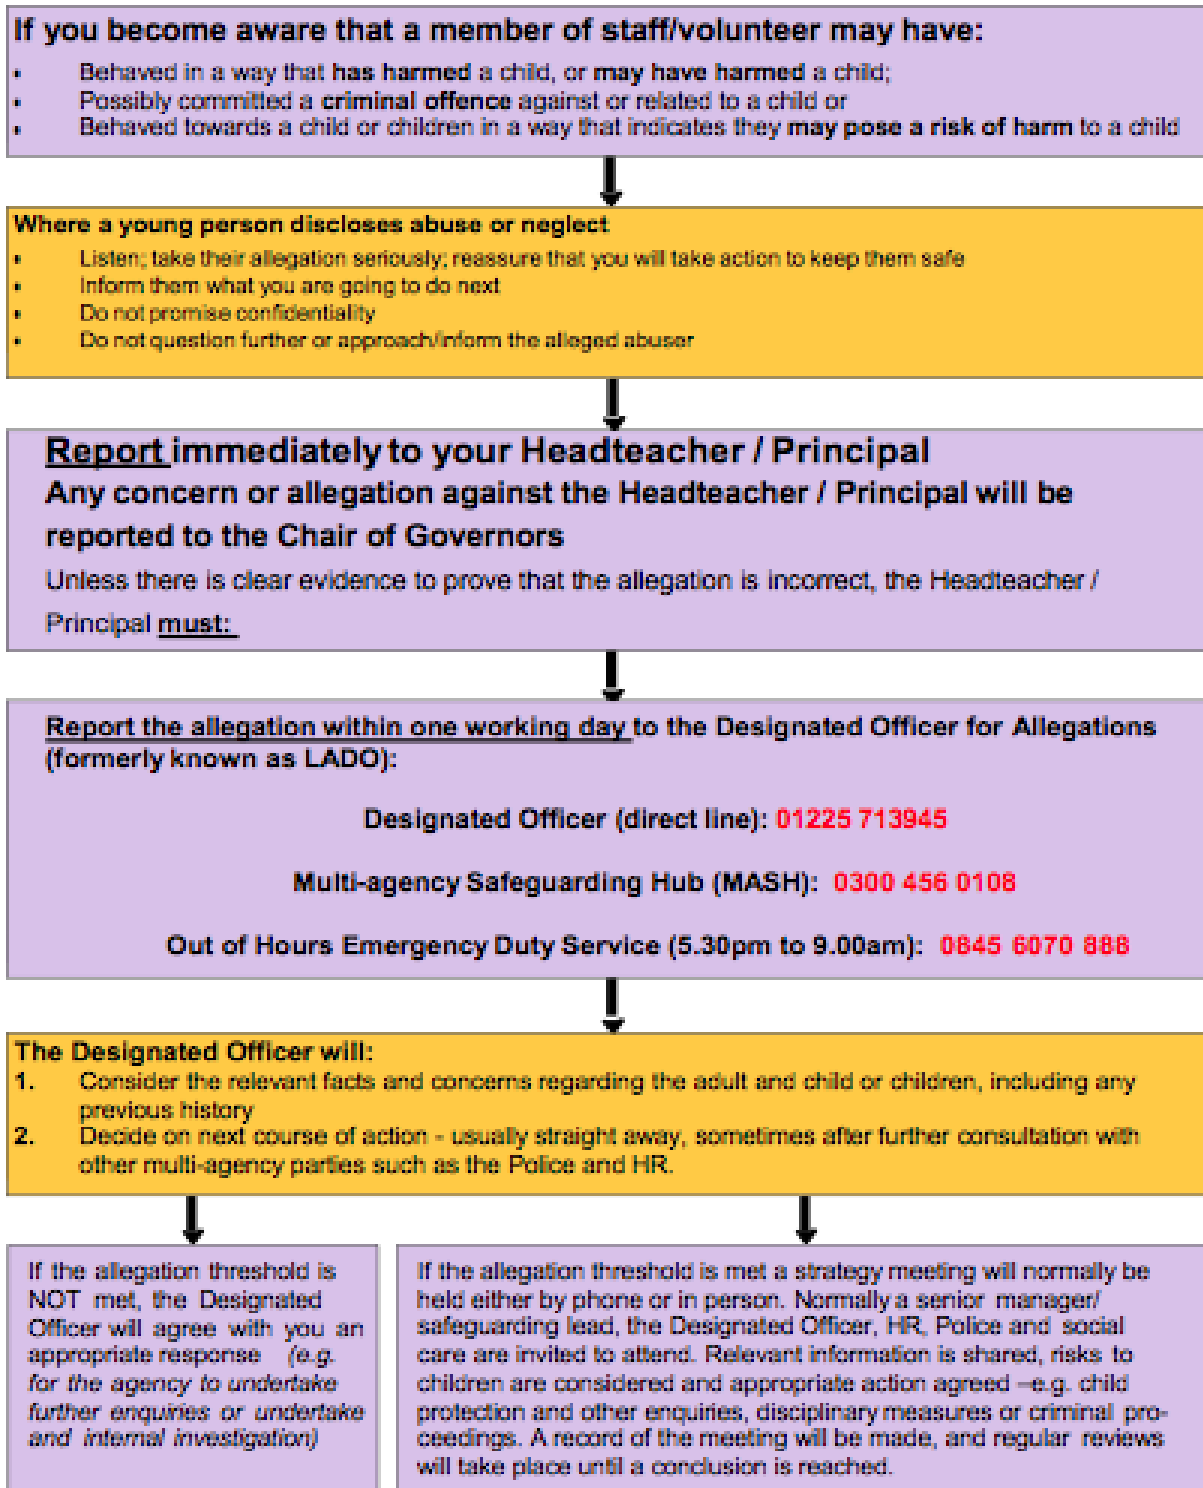 If you become aware that a member of staff/volunteer may have:
• Behaved in a way that has harmed a child, or may have harmed a child;
• Possibly committed a criminal offence against or related to a child or
• Behaved towards a child or children in a way that indicates they may pose a risk of harm to a child
Where a young person discloses abuse or neglect
• Listen; take their allegation seriously; reassure that you will take action to keep them safe
• Inform them what you are going to do next
• Do not promise confidentiality
• Do not question further or approach/inform the alleged abuser
Report immediately to your Headteacher / Principal
Any concern or allegation against the Headteacher / Principal will be
reported to the Chair of Governors
Unless there is clear evidence to prove that the allegation is incorrect, the Headteacher /
Principal must:
Report the allegation within one working day to the Designated Officer for Allegations
(formerly known as LADO):
Designated Officer (direct line): 01225 713945
Multi-agency Safeguarding Hub (MASH): 0300 456 0108
Out of Hours Emergency Duty Service (5.30pm to 9.00am): 0845 6070 888
The Designated Officer will:
1. Consider the relevant facts and concerns regarding the adult and child or children, including any
previous history
2. Decide on next course of action - usually straight away, sometimes after further consultation with
other multi-agency parties such as the Police and HR.
If the allegation threshold is
NOT met, the Designated
Officer will agree with you an
appropriate response (e.g.
for the agency to undertake
further enquiries or undertake
and internal investigation)
If the allegation threshold is met a strategy meeting will normally be
held either by phone or in person. Normally a senior manager/
safeguarding lead, the Designated Officer, HR, Police and social
care are invited to attend. Relevant information is shared, risks to
children are considered and appropriate action agreed –e.g. child
protection and other enquiries, disciplinary measures or criminal pro-
ceedings. A record of the meeting will be made, and regular reviews
will take place until a conclusion is reached.